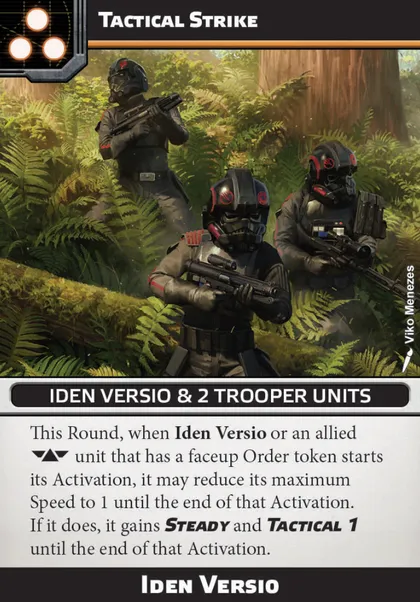 Tactical Strike
Viko Menezes
IDEN VERSIO & 2 TROOPER UNITS
This Round, when Iden Versio or an allied
unit that has a faceup Order token starts
its Activation, it may reduce its maximum
Speed to 1 until the end of that Activation.
If it does, it gains Steady and Tactical 1
until the end of that Activation.
Iden Versio